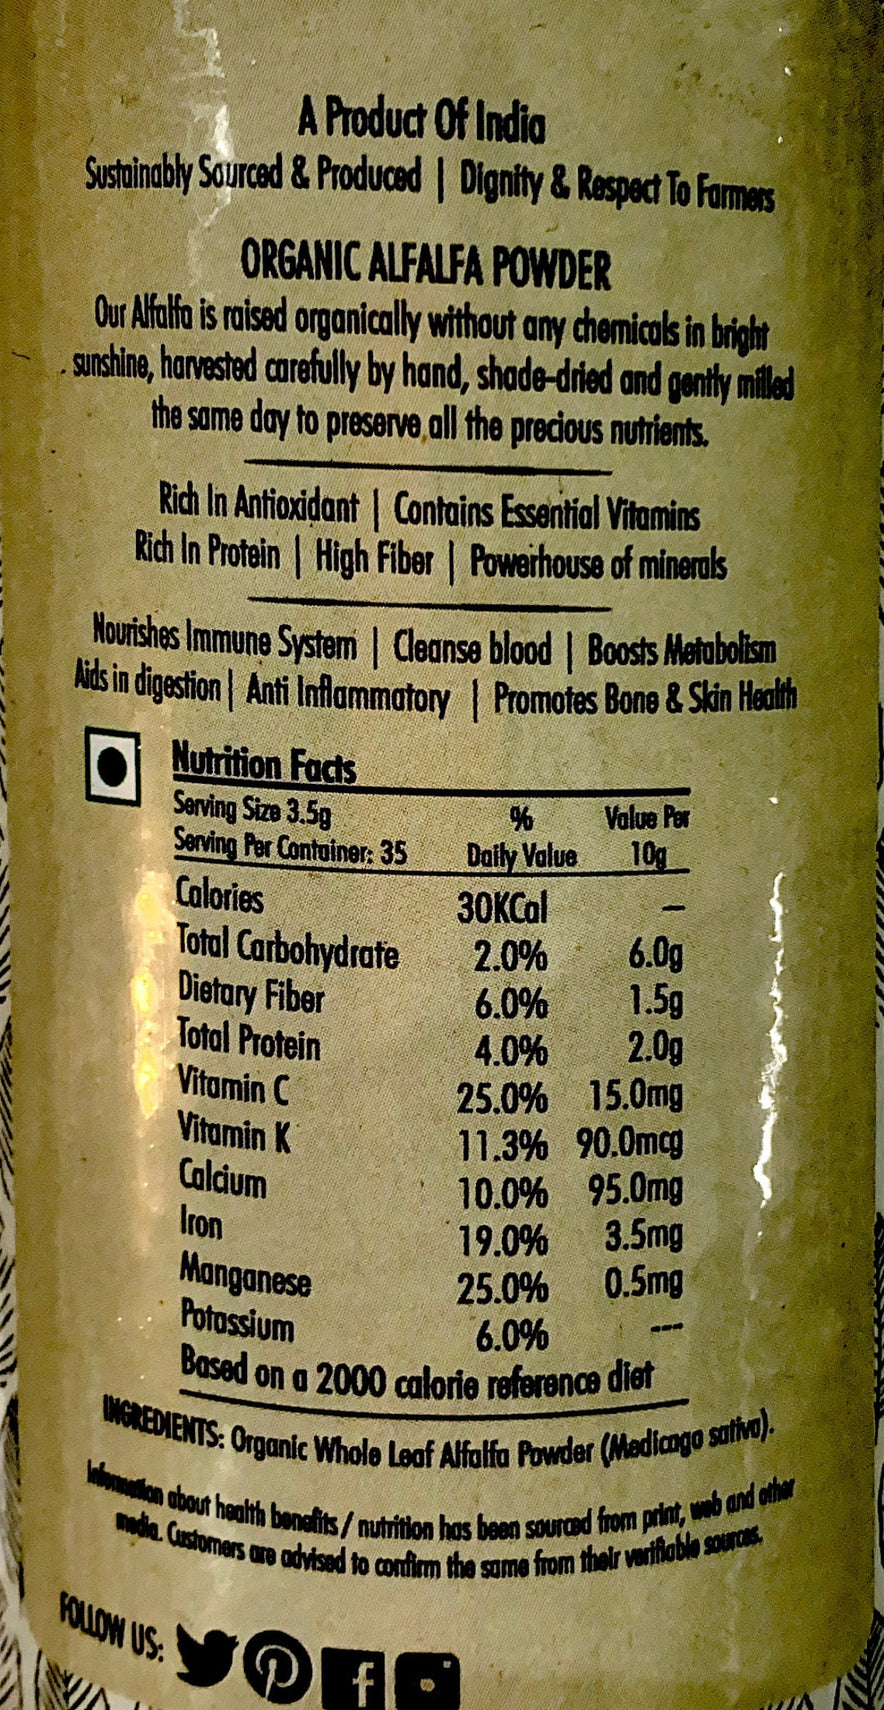 A Product Of India
Sustainably Sourced & Produced | Dignity & Respect To Farmers
ORGANIC ALFALFA POWDER
Our Alfalfa is raised organically without any chemicals in bright
sunshine, harvested carefully by hand, shade-dried and gently milled
the same day to preserve all the precious nutrients.
Rich In Antioxidant | Contains Essential Vitamins
Rich In Protein | High Fiber | Powerhouse of minerals
Nourishes Immune System | Cleanse blood | Boosts Metabolism
Aids in digestion | Anti Inflammatory | Promotes Bone & Skin Health
Nutrition Facts
Serving Size 3.5g % Value Per
Serving Per Container: 35 Daily Value 10g
Calories 30KCal –
Total Carbohydrate 2.0% 6.0g
Dietary Fiber 6.0% 1.5g
Total Protein 4.0% 2.0g
Vitamin C 25.0% 15.0mg
Vitamin K 11.3% 90.0mcg
Calcium 10.0% 95.0mg
Iron 19.0% 3.5mg
Manganese 25.0% 0.5mg
Potassium 6.0% ---
Based on a 2000 calorie reference diet
INGREDIENTS: Organic Whole Leaf Alfalfa Powder (Medicago sativa).
Information about health benefits / nutrition has been sourced from print, web and other
media. Customers are advised to confirm the same from their verifiable sources.
FOLLOW US: